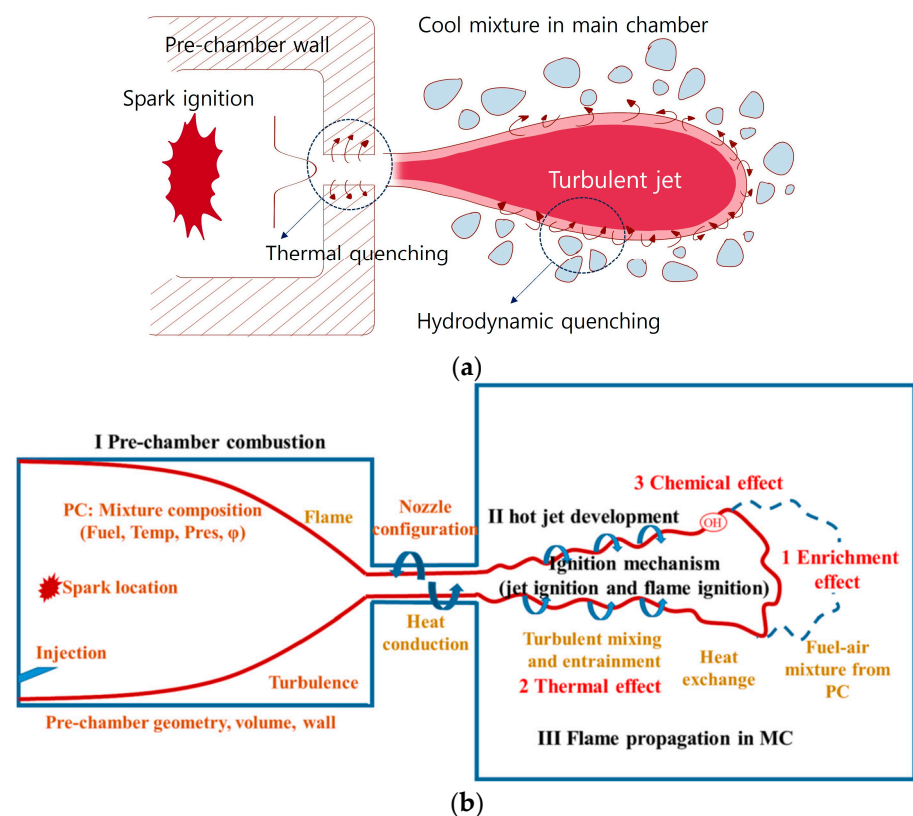 Cool mixture in main chamber
Pre-chamber wall
Spark ignition
Turbulent jet
Thermal quenching
Hydrodynamic quenching
(a)
I Pre-chamber combustion
PC: Mixture composition
(Fuel, Temp, Pres, φ)
Flame
Nozzle
configuration
Spark location
Injection
Heat
conduction
Turbulence
Pre-chamber geometry, volume, wall
3 Chemical effect
II hot jet development
OH
Ignition mechanism
(jet ignition and flame ignition)
1 Enrichment
effect
Turbulent mixing
and entrainment
2 Thermal effect
Heat
exchange
Fuel-air
mixture from
PC
III Flame propagation in MC
(b)